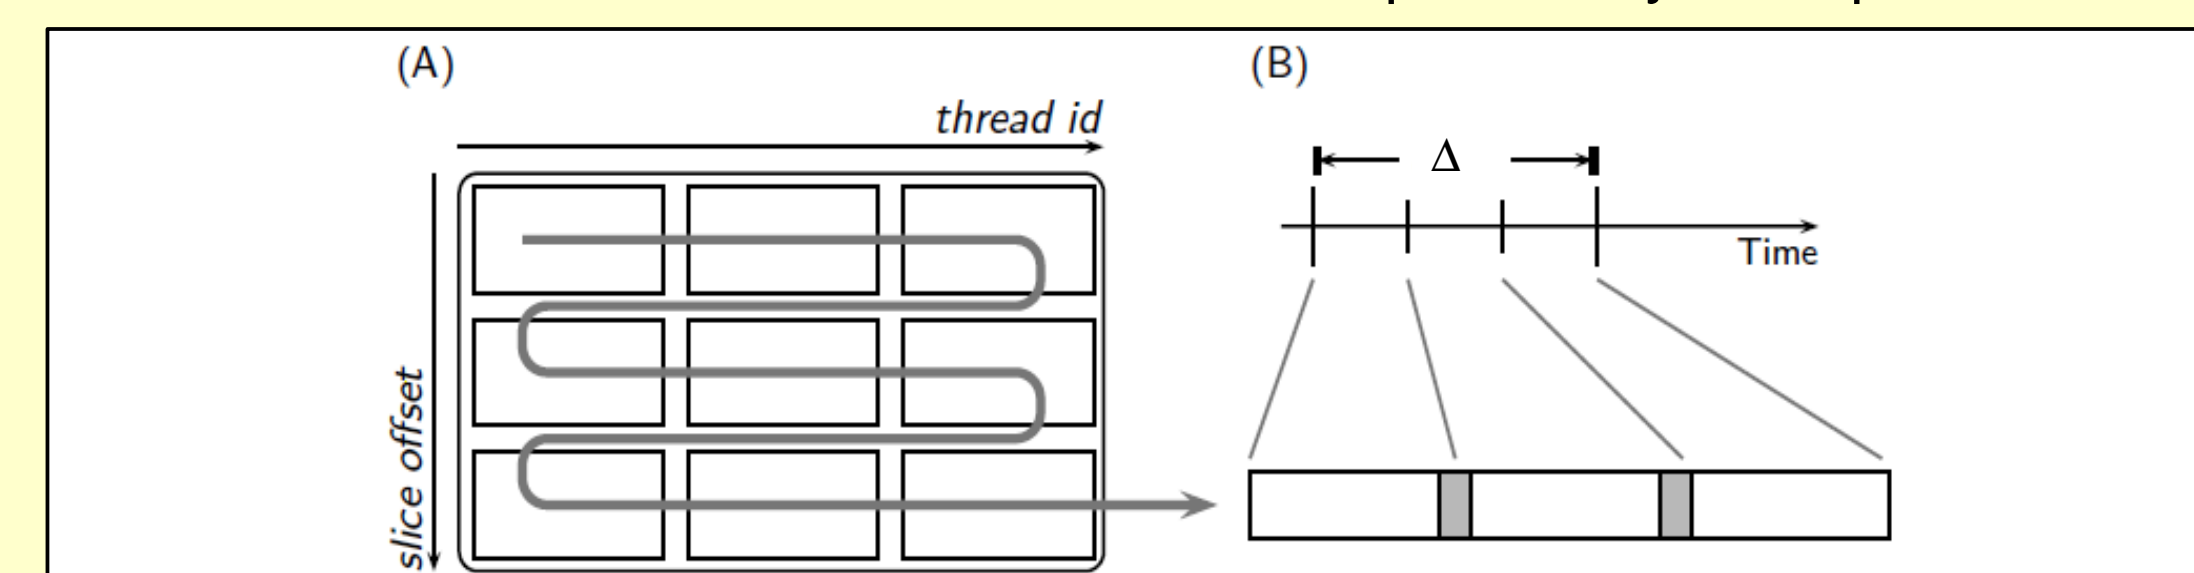 (A)
thread id
slice offset
(B)
Δ
Time